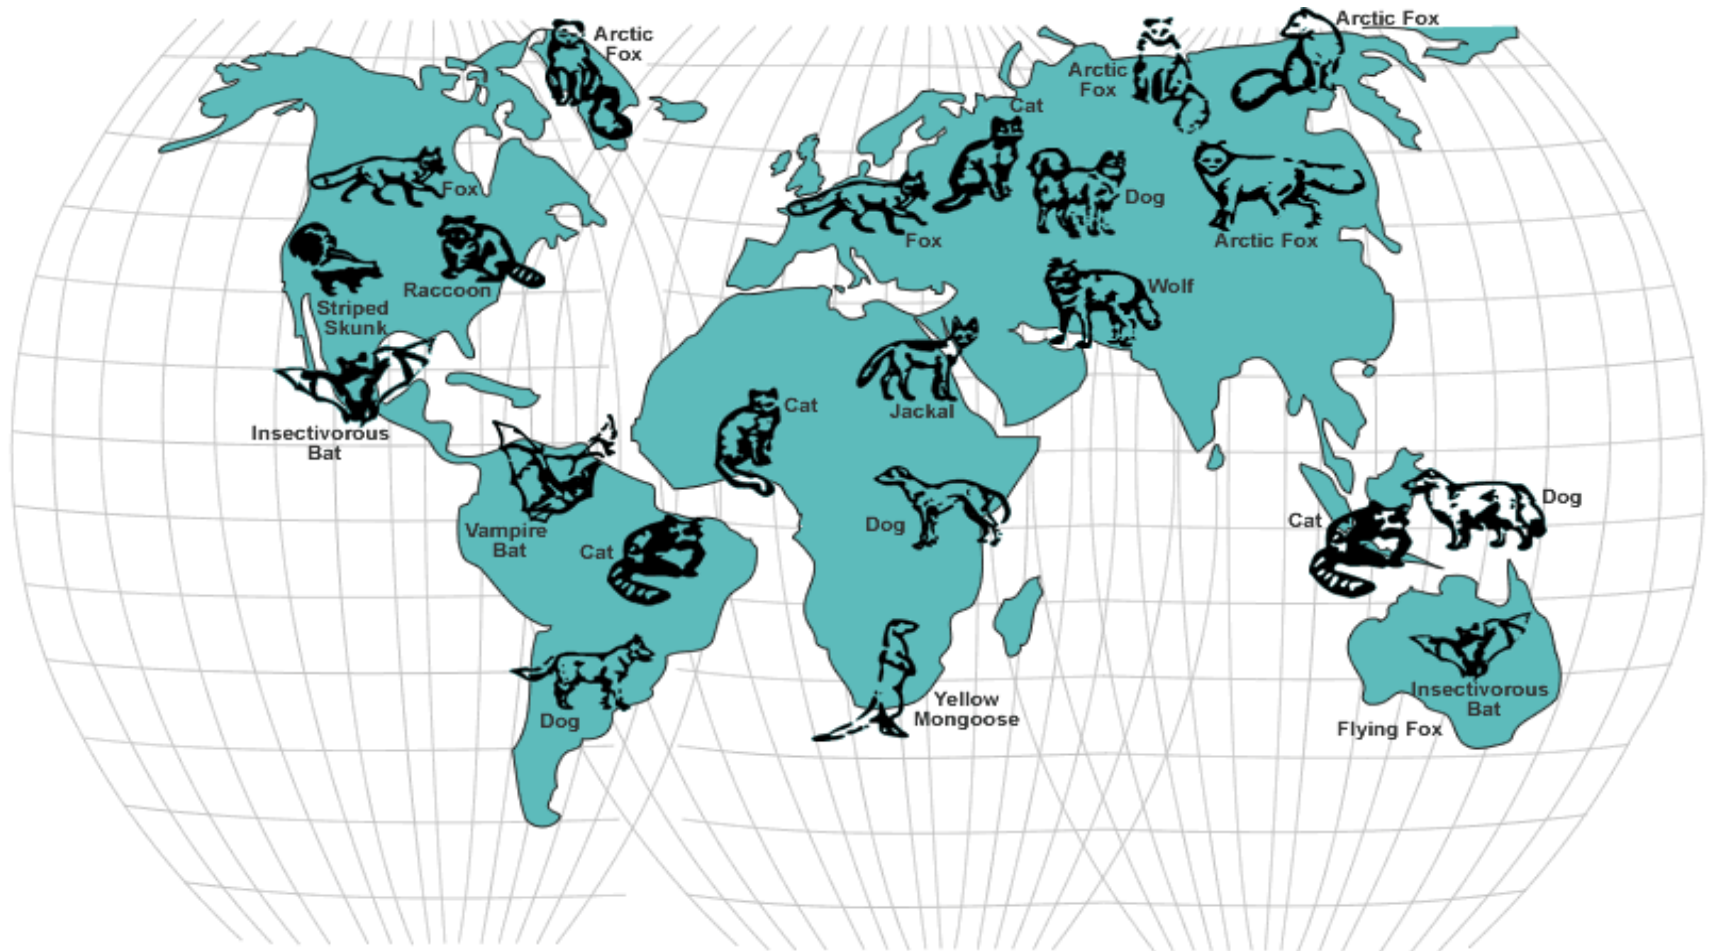 Arctic
Fox
Arctic Fox
Arctic
Fox
Cat
Fox
Dog
Fox
Arctic Fox
Raccoon
Wolf
Striped
Skunk
Jackal
Cat
Insectivorous
Bat
Vampire
Bat
Cat
Dog
Cat
Dog
Dog
Yellow
Mongoose
Insectivorous
Bat
Flying Fox